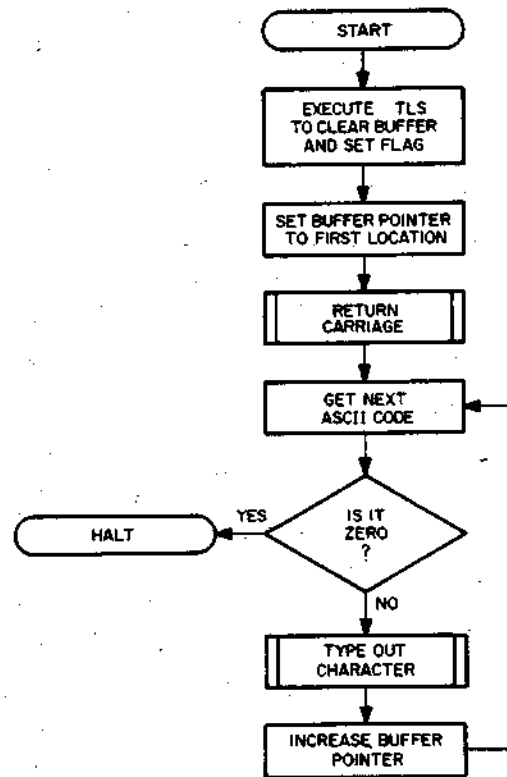 START
EXECUTE TLS
TO CLEAR BUFFER
AND SET FLAG
SET BUFFER POINTER
TO FIRST LOCATION
RETURN
CARRIAGE
GET NEXT
ASCII CODE
IS IT
ZERO
?
YES
HALT
NO
TYPE OUT
CHARACTER
INCREASE BUFFER
POINTER